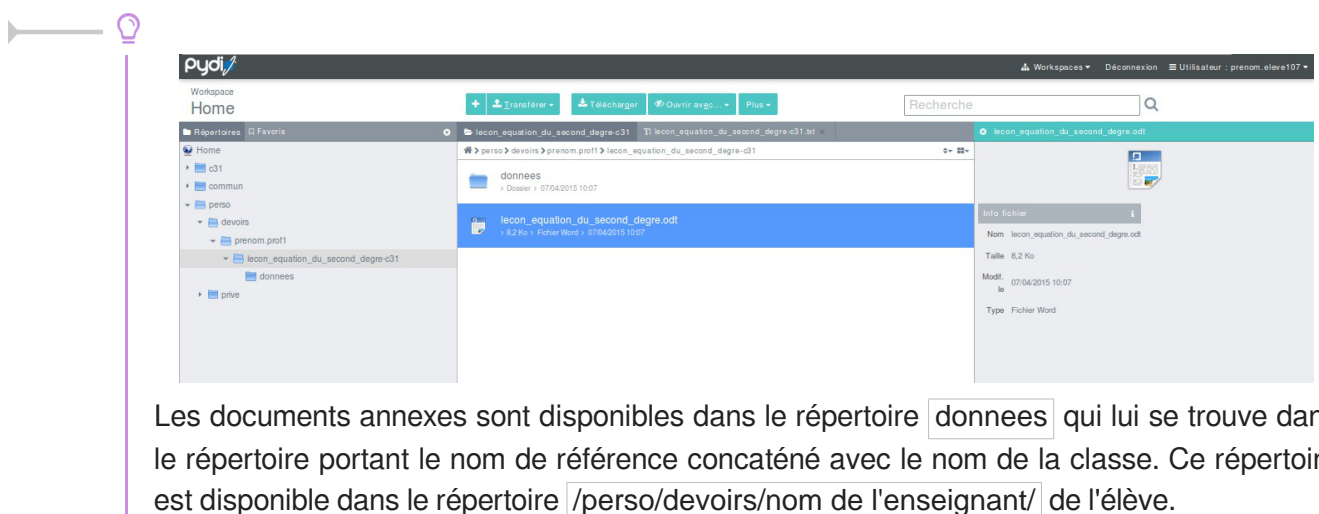 pydi
Workspaces Déconnexion Utilisateur : prenom.eleve107
Workspace
Home
+ Transférer Télécharger Ouvrir avec... Plus
Recherche
Répertoires Favoris
lecon_equation_du_second_degre-c31 lecon_equation_du_second_degre-c31.txt
lecon_equation_du_second_degre.odt
Home
c31
commun
perso
devoirs
prenom.prof1
lecon_equation_du_second_degre-c31
donnees
prive
> perso > devoirs > prenom.prof1 > lecon_equation_du_second_degre-c31
donnees
> Dossier > 07/04/2015 10:07
lecon_equation_du_second_degre.odt
> 8,2 Ko > Fichier Word > 07/04/2015 10:07
Info fichier
Nom lecon_equation_du_second_degre.odt
Taille 8,2 Ko
Modif. le 07/04/2015 10:07
Type Fichier Word
Les documents annexes sont disponibles dans le répertoire donnees qui lui se trouve dan
le répertoire portant le nom de référence concaténé avec le nom de la classe. Ce répertoir
est disponible dans le répertoire /perso/devoirs/nom de l'enseignant/ de l'élève.